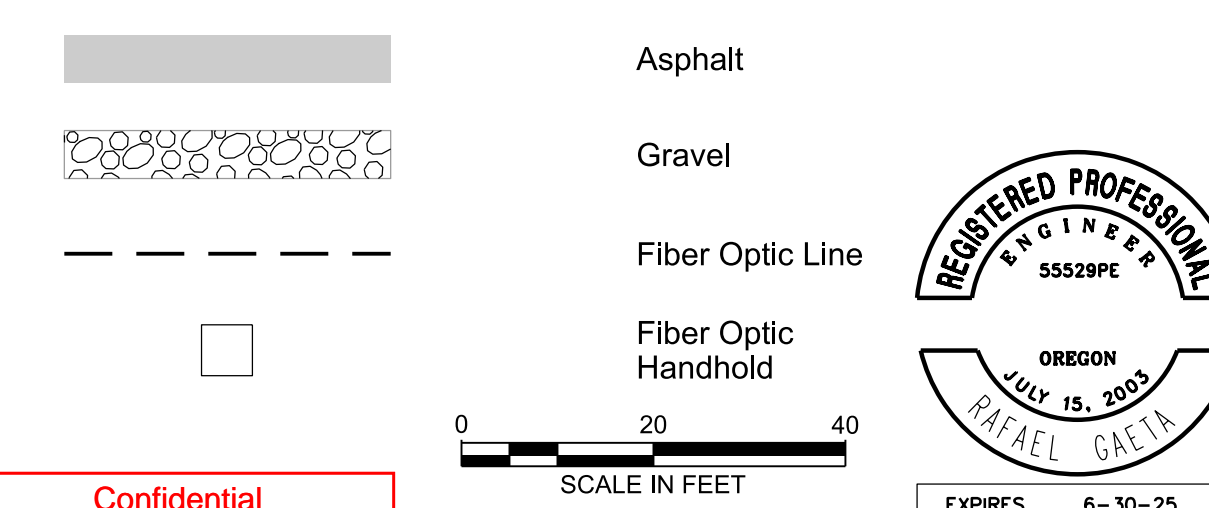 Asphalt
Gravel
Fiber Optic Line
Fiber Optic
Handhold
0 20 40
SCALE IN FEET
Confidential
REGISTERED PROFESSIONAL
ENGINEER
55529PE
OREGON
JULY 15, 2003
RAFAEL GAETA
EXPIRES 6-30-25